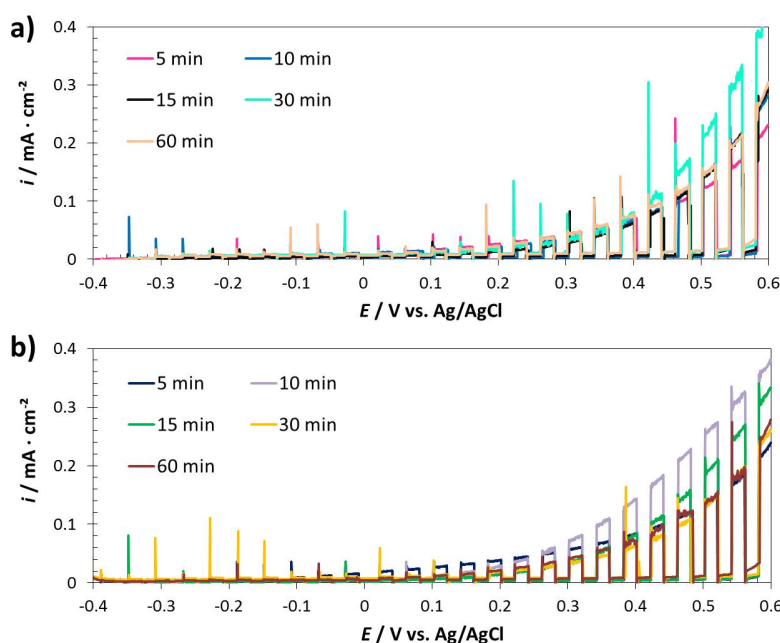 a)
i / mA · cm⁻²
0.4
0.3
0.2
0.1
0
5 min
10 min
15 min
30 min
60 min
-0.4 -0.3 -0.2 -0.1 0 0.1 0.2 0.3 0.4 0.5 0.6
E / V vs. Ag/AgCl
b)
i / mA · cm⁻²
0.4
0.3
0.2
0.1
0
5 min
10 min
15 min
30 min
60 min
-0.4 -0.3 -0.2 -0.1 0 0.1 0.2 0.3 0.4 0.5 0.6
E / V vs. Ag/AgCl